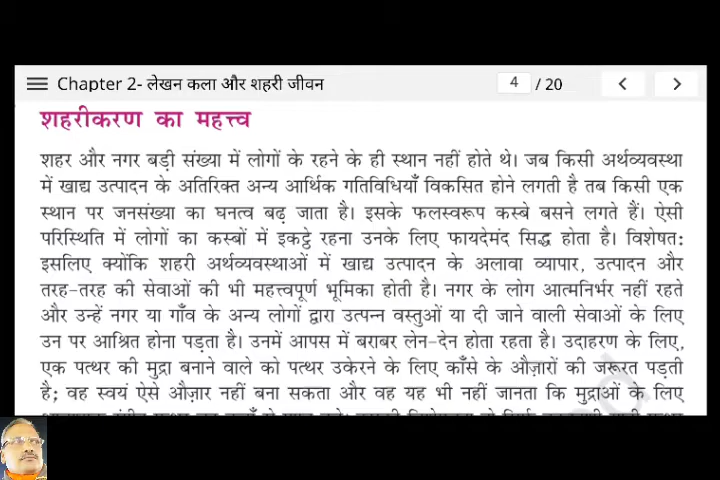 Chapter 2- लेखन कला और शहरी जीवन
4 / 20
शहरीकरण का महत्त्व
शहर और नगर बड़ी संख्या में लोगों के रहने के ही स्थान नहीं होते थे। जब किसी अर्थव्यवस्था
में खाद्य उत्पादन के अतिरिक्त अन्य आर्थिक गतिविधियाँ विकसित होने लगती है तब किसी एक
स्थान पर जनसंख्या का घनत्व बढ़ जाता है। इसके फलस्वरूप कस्बे बसने लगते हैं। ऐसी
परिस्थिति में लोगों का कस्बों में इकट्ठे रहना उनके लिए फायदेमंद सिद्ध होता है। विशेषत:
इसलिए क्योंकि शहरी अर्थव्यवस्थाओं में खाद्य उत्पादन के अलावा व्यापार, उत्पादन और
तरह-तरह की सेवाओं की भी महत्त्वपूर्ण भूमिका होती है। नगर के लोग आत्मनिर्भर नहीं रहते
और उन्हें नगर या गाँव के अन्य लोगों द्वारा उत्पन्न वस्तुओं या दी जाने वाली सेवाओं के लिए
उन पर आश्रित होना पड़ता है। उनमें आपस में बराबर लेन-देन होता रहता है। उदाहरण के लिए,
एक पत्थर की मुद्रा बनाने वाले को पत्थर उकेरने के लिए काँसे के औज़ारों की जरूरत पड़ती
है; वह स्वयं ऐसे औज़ार नहीं बना सकता और वह यह भी नहीं जानता कि मुद्राओं के लिए